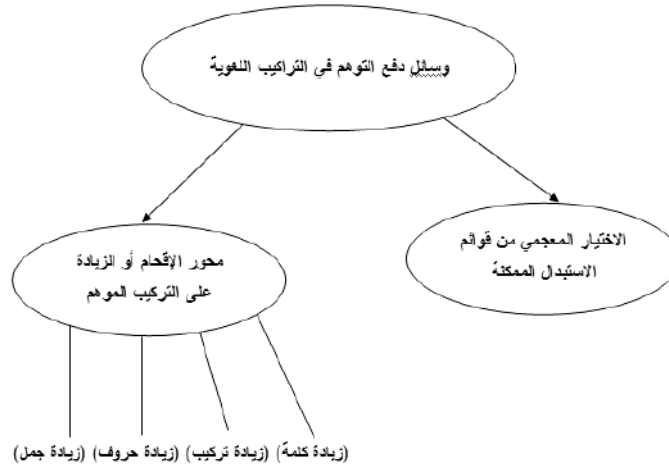 وسائل دفع التوهم في التراكيب اللغوية
الاختيار المعجمي من قوائم
الاستبدال الممكنة
محور الإقحام أو الزيادة
على التركيب الموهم
(زيادة كلمة) (زيادة تركيب) (زيادة حروف) (زيادة جمل)